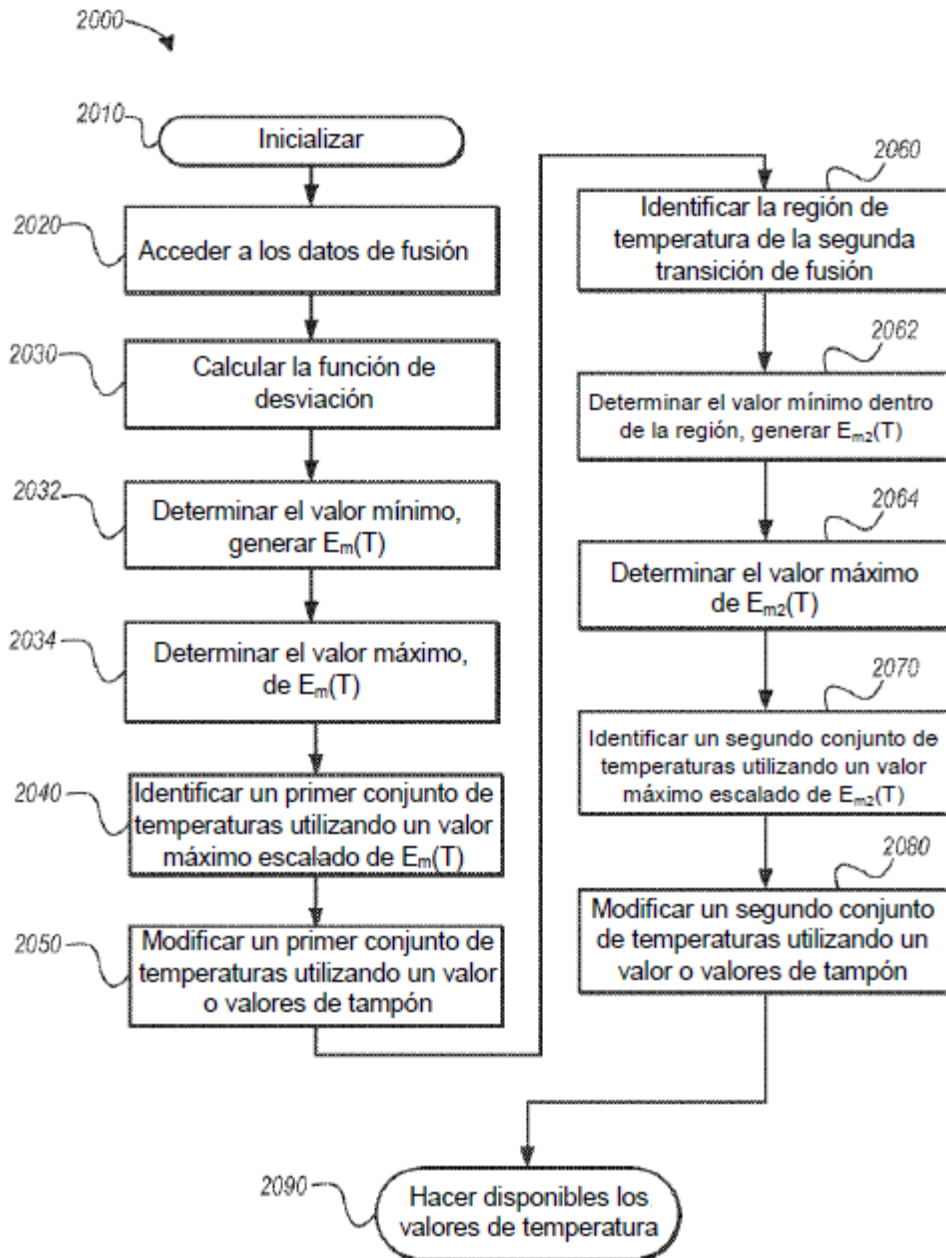 2000
2010
Inicializar
2020
Acceder a los datos de fusión
2030
Calcular la función de
desviación
2032
Determinar el valor mínimo,
generar Em(T)
2034
Determinar el valor máximo,
de Em(T)
2040
Identificar un primer conjunto de
temperaturas utilizando un valor
máximo escalado de Em(T)
2050
Modificar un primer conjunto de
temperaturas utilizando un valor
o valores de tampón
2060
Identificar la región de
temperatura de la segunda
transición de fusión
2062
Determinar el valor mínimo dentro
de la región, generar Em2(T)
2064
Determinar el valor máximo
de Em2(T)
2070
Identificar un segundo conjunto de
temperaturas utilizando un valor
máximo escalado de Em2(T)
2080
Modificar un segundo conjunto
de temperaturas utilizando un
valor o valores de tampón
2090
Hacer disponibles los
valores de temperatura